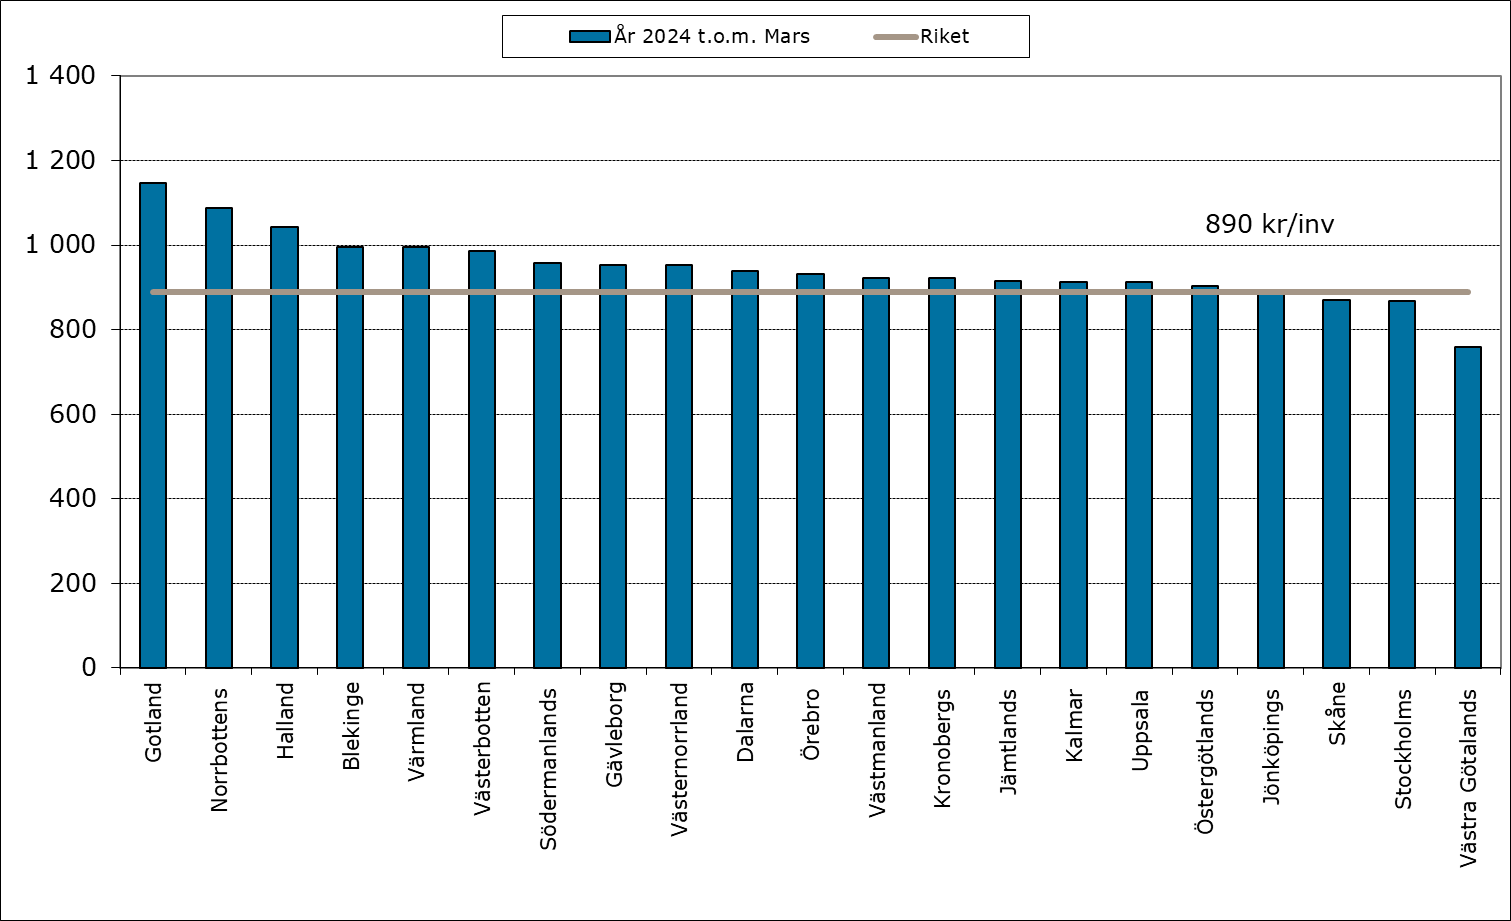 År 2024 t.o.m. Mars
Riket
1 400
1 200
1 000
800
600
400
200
0
890 kr/inv
Gotland
Norrbottens
Halland
Blekinge
Värmland
Västerbotten
Södermanlands
Gävleborg
Västernorrland
Dalarna
Örebro
Västmanland
Kronobergs
Jämtlands
Kalmar
Uppsala
Östergötlands
Jönköpings
Skåne
Stockholms
Västra Götalands